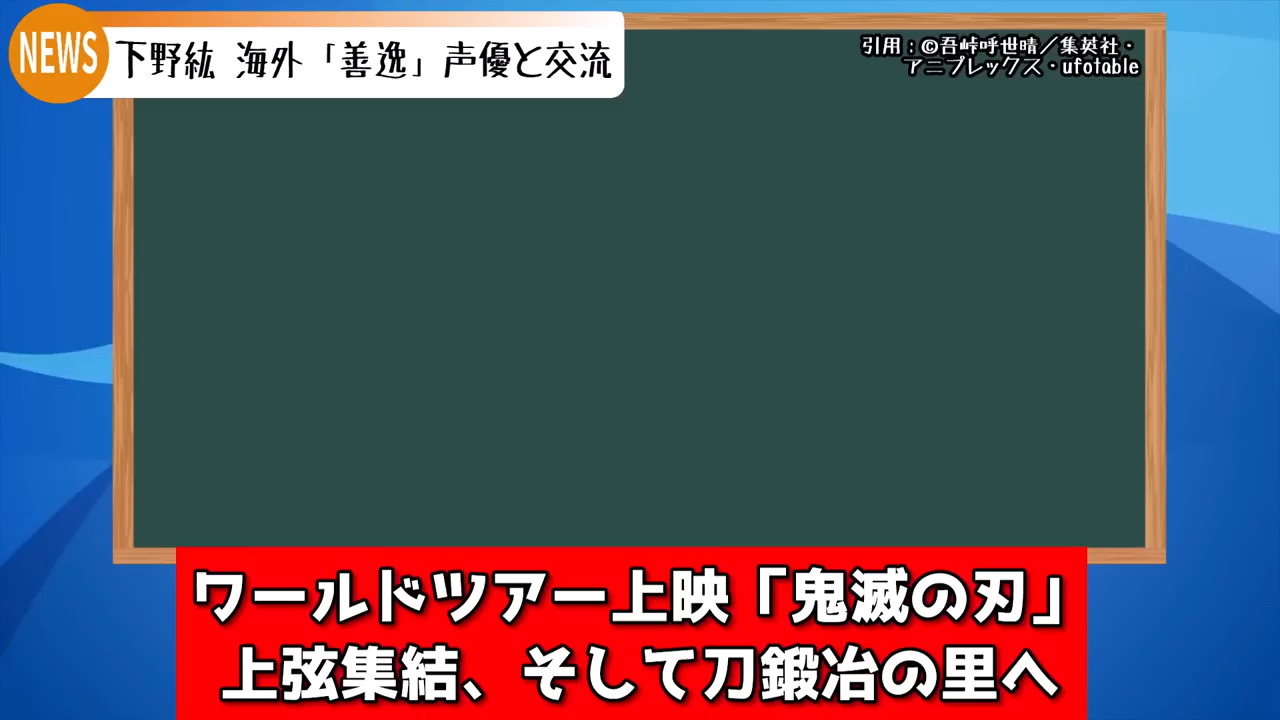 NEWS
下野紘 海外「善逸」声優と交流
引用：©吾峠呼世晴／集英社・
アニプレックス・ufotable
ワールドツアー上映「鬼滅の刃」
上弦集結、そして刀鍛冶の里へ